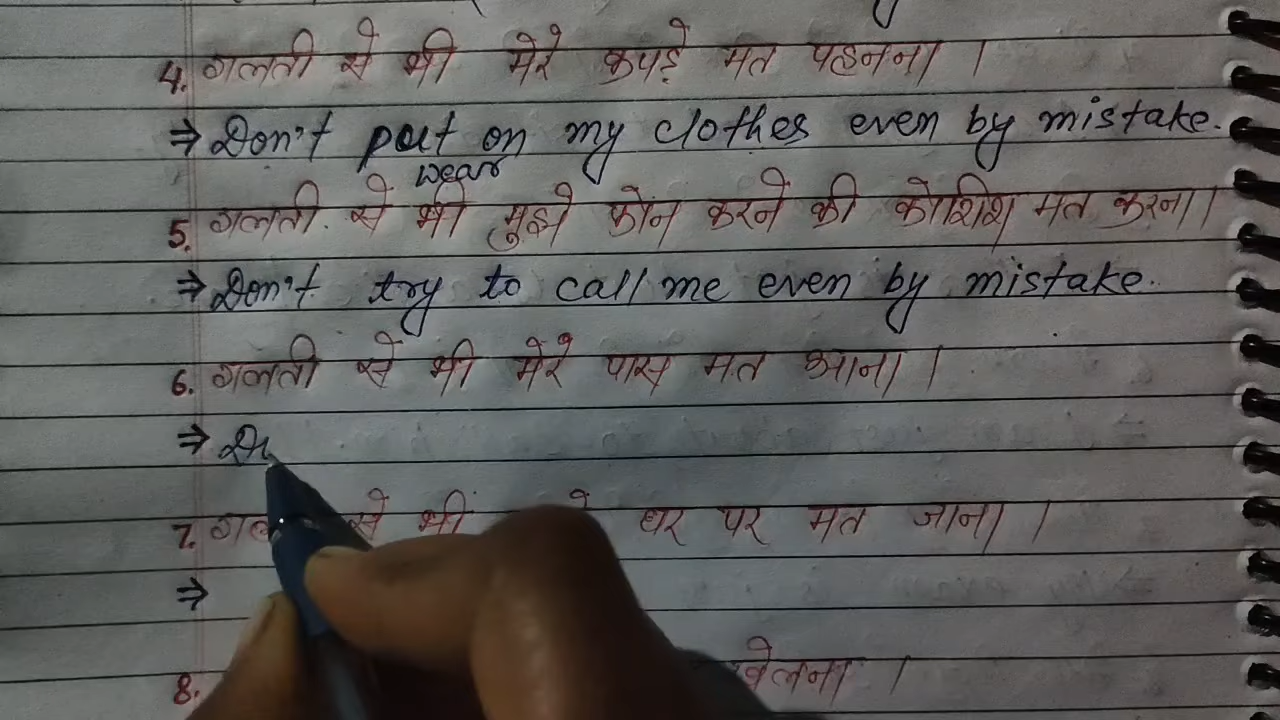 4. गलती से भी मेरे कपड़े मत पहनना ।
⇒ Don't put on my clothes even by mistake.
wear
5. गलती से भी मुझे फोन करने की कोशिश मत करना ।
⇒ Don't try to call me even by mistake.
6. गलती से भी मेरे पास मत आना ।
⇒ Do
7. से भी घर पर मत जाना ।
⇒
8. खेलना ।